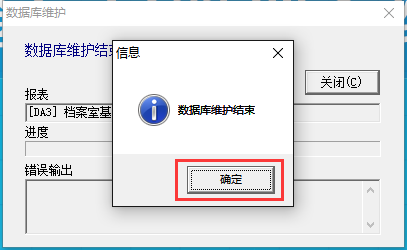 数据库维护
数据库维护结束
信息
数据库维护结束
确定
关闭(C)
报表
[DA3] 档案室基
进度
错误输出